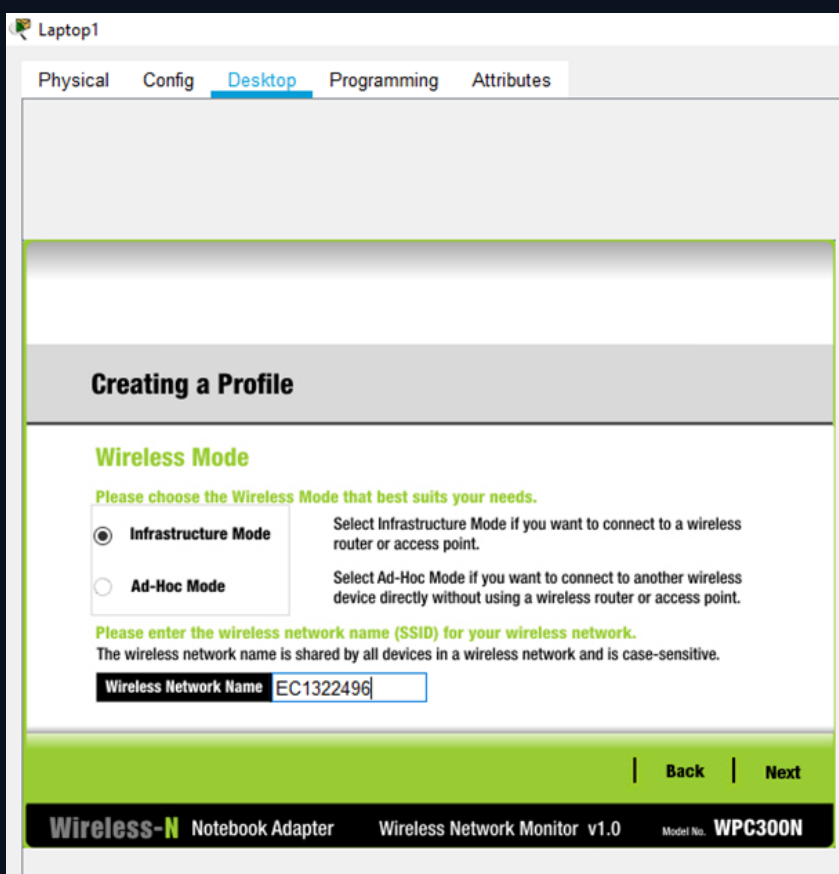 Laptop1
Physical Config Desktop Programming Attributes
Creating a Profile
Wireless Mode
Please choose the Wireless Mode that best suits your needs.
Infrastructure Mode
Select Infrastructure Mode if you want to connect to a wireless
router or access point.
Ad-Hoc Mode
Select Ad-Hoc Mode if you want to connect to another wireless
device directly without using a wireless router or access point.
Please enter the wireless network name (SSID) for your wireless network.
The wireless network name is shared by all devices in a wireless network and is case-sensitive.
Wireless Network Name EC1322496
Back Next
Wireless-N Notebook Adapter Wireless Network Monitor v1.0 Model No. WPC300N